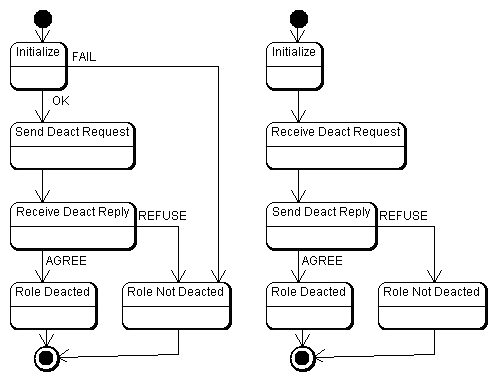 Initialize
FAIL
OK
Send Deact Request
Receive Deact Reply
REFUSE
AGREE
Role Deacted
Role Not Deacted
Initialize
Receive Deact Request
Send Deact Reply
REFUSE
AGREE
Role Deacted
Role Not Deacted